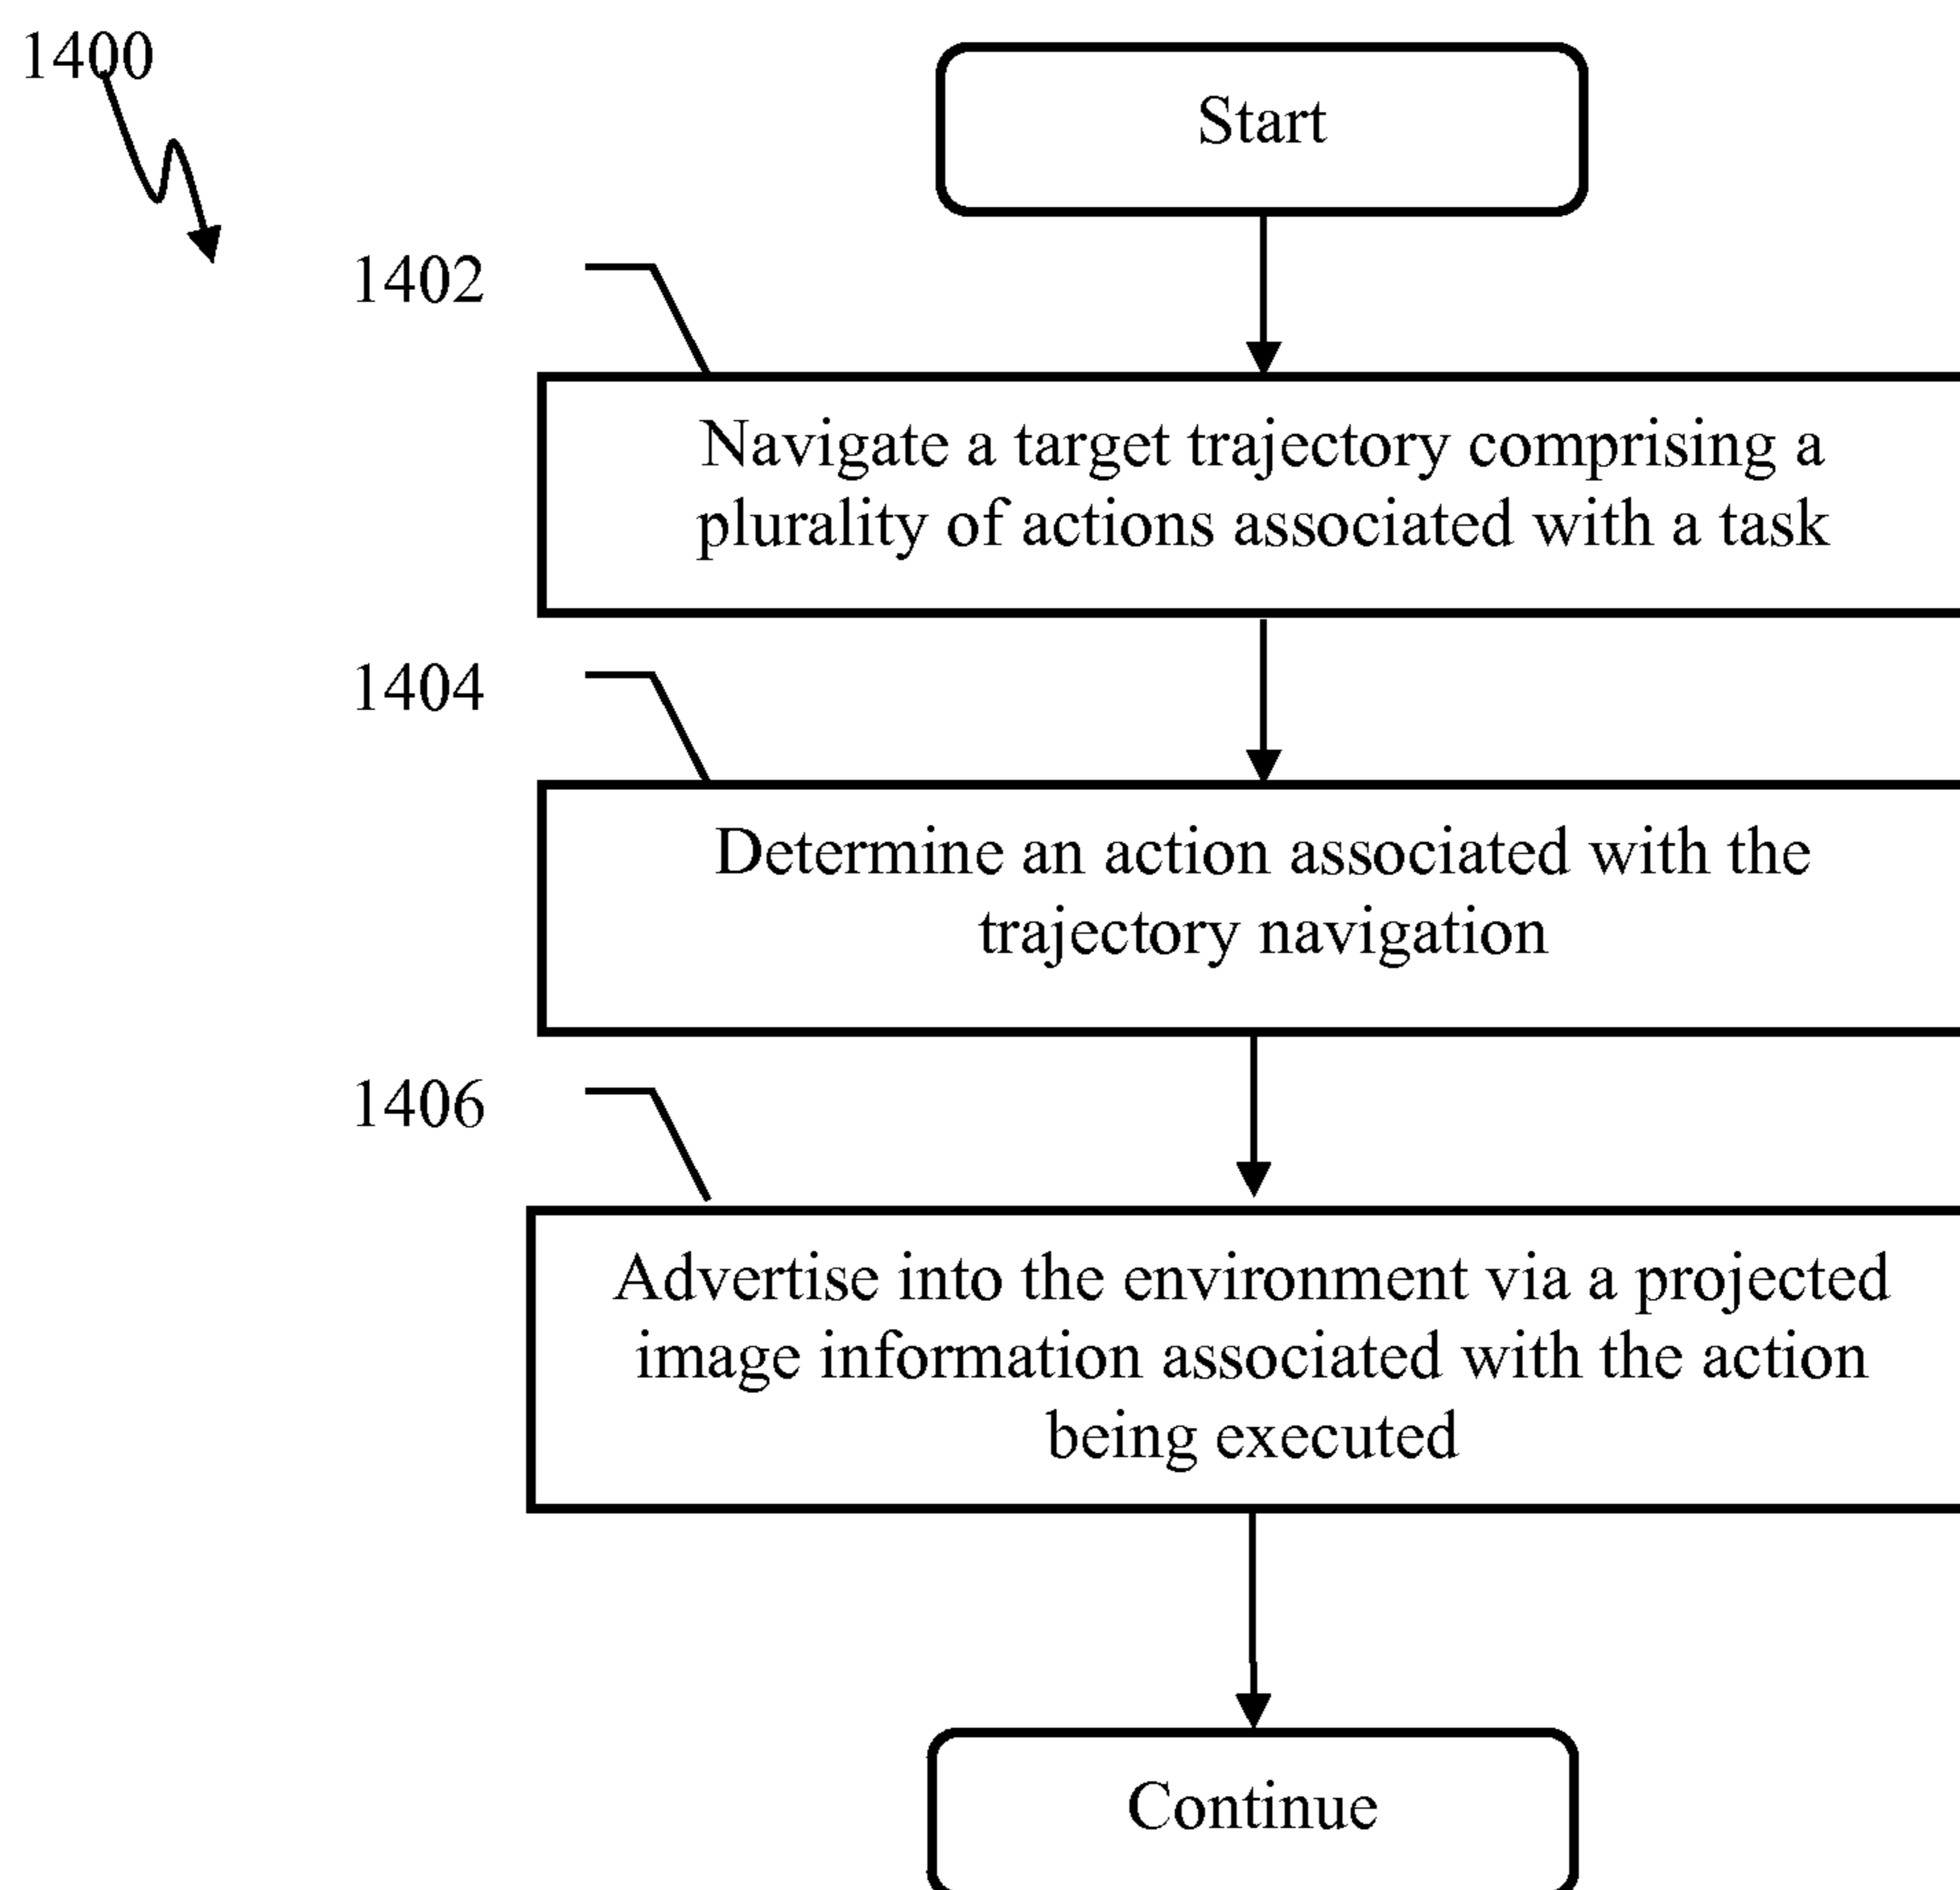 1400
Start
1402
Navigate a target trajectory comprising a
plurality of actions associated with a task
1404
Determine an action associated with the
trajectory navigation
1406
Advertise into the environment via a projected
image information associated with the action
being executed
Continue